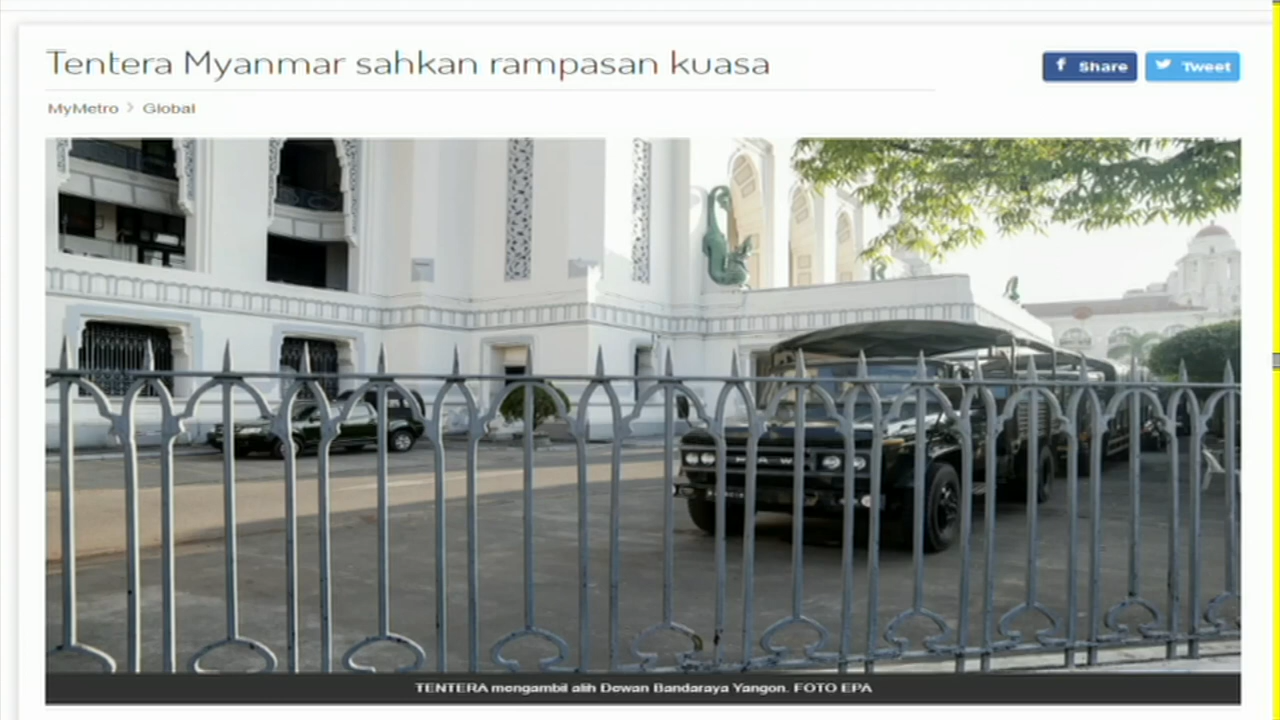 Tentera Myanmar sahkan rampasan kuasa
Share
Tweet
MyMetro > Global
TENTERA mengambil alih Dewan Bandaraya Yangon. FOTO EPA